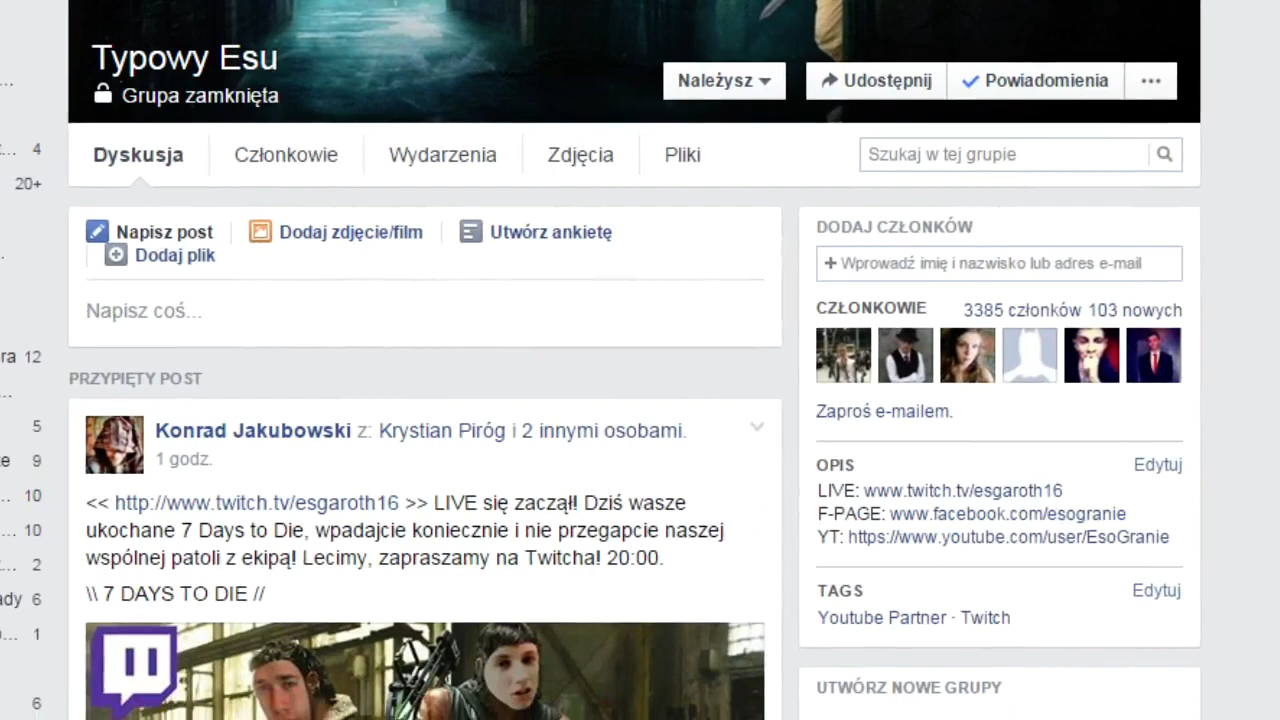 Typowy Esu
Grupa zamknięta
Należysz
Udostępnij
Powiadomienia
Dyskusja
Członkowie
Wydarzenia
Zdjęcia
Pliki
Szukaj w tej grupie
... 4
20+
ra 12
5
9
... 10
... 10
... 2
ady 6
... 1
6
Napisz post
Dodaj zdjęcie/film
Utwórz ankietę
Dodaj plik
Napisz coś...
PRZYPIĘTY POST
Konrad Jakubowski z: Krystian Piróg i 2 innymi osobami.
1 godz.
<< http://www.twitch.tv/esgaroth16 >> LIVE się zaczął! Dziś wasze
ukochane 7 Days to Die, wpadajcie koniecznie i nie przegapcie naszej
wspólnej patoli z ekipą! Lecimy, zapraszamy na Twitcha! 20:00.
\\ 7 DAYS TO DIE //
DODAJ CZŁONKÓW
+ Wprowadź imię i nazwisko lub adres e-mail
CZŁONKOWIE 3385 członków 103 nowych
Zaproś e-mailem.
OPIS Edytuj
LIVE: www.twitch.tv/esgaroth16
F-PAGE: www.facebook.com/esogranie
YT: https://www.youtube.com/user/EsoGranie
TAGS Edytuj
Youtube Partner · Twitch
UTWÓRZ NOWE GRUPY